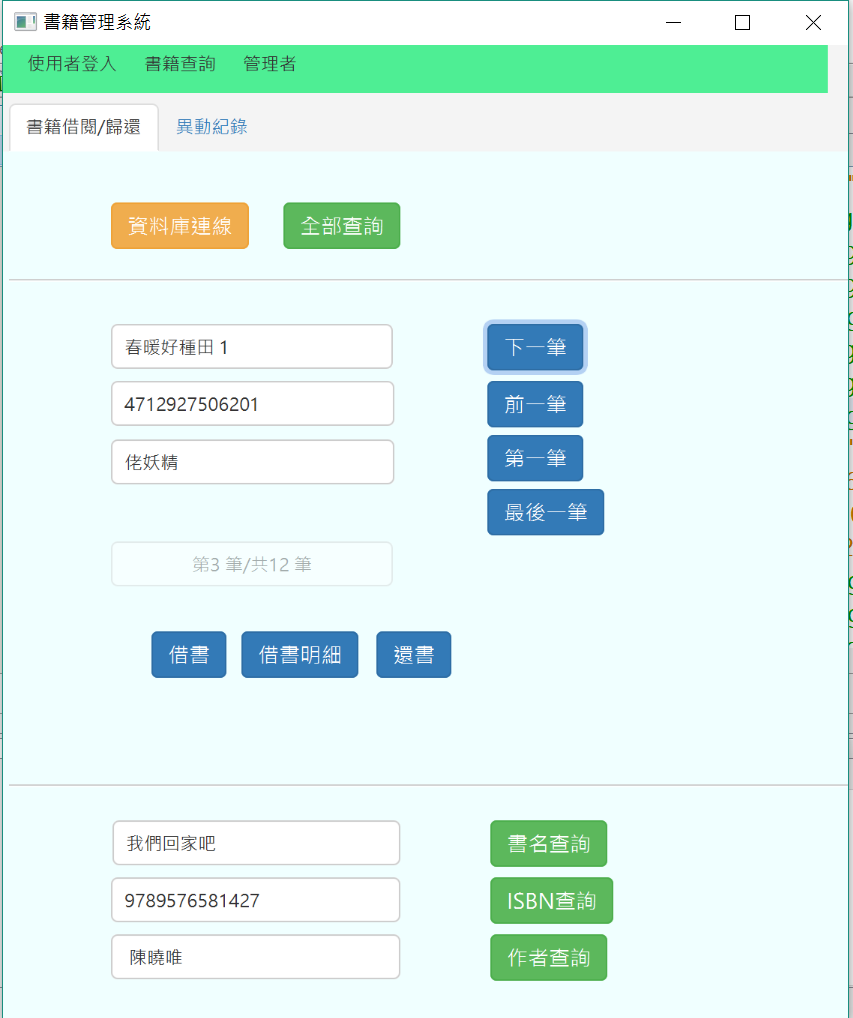 書籍管理系統
使用者登入 書籍查詢 管理者
書籍借閱/歸還 異動紀錄
資料庫連線 全部查詢
春暖好種田 1 下一筆
4712927506201 前一筆
佬妖精 第一筆
最後一筆
第3 筆/共12 筆
借書 借書明細 還書
我們回家吧 書名查詢
9789576581427 ISBN查詢
陳曉唯 作者查詢